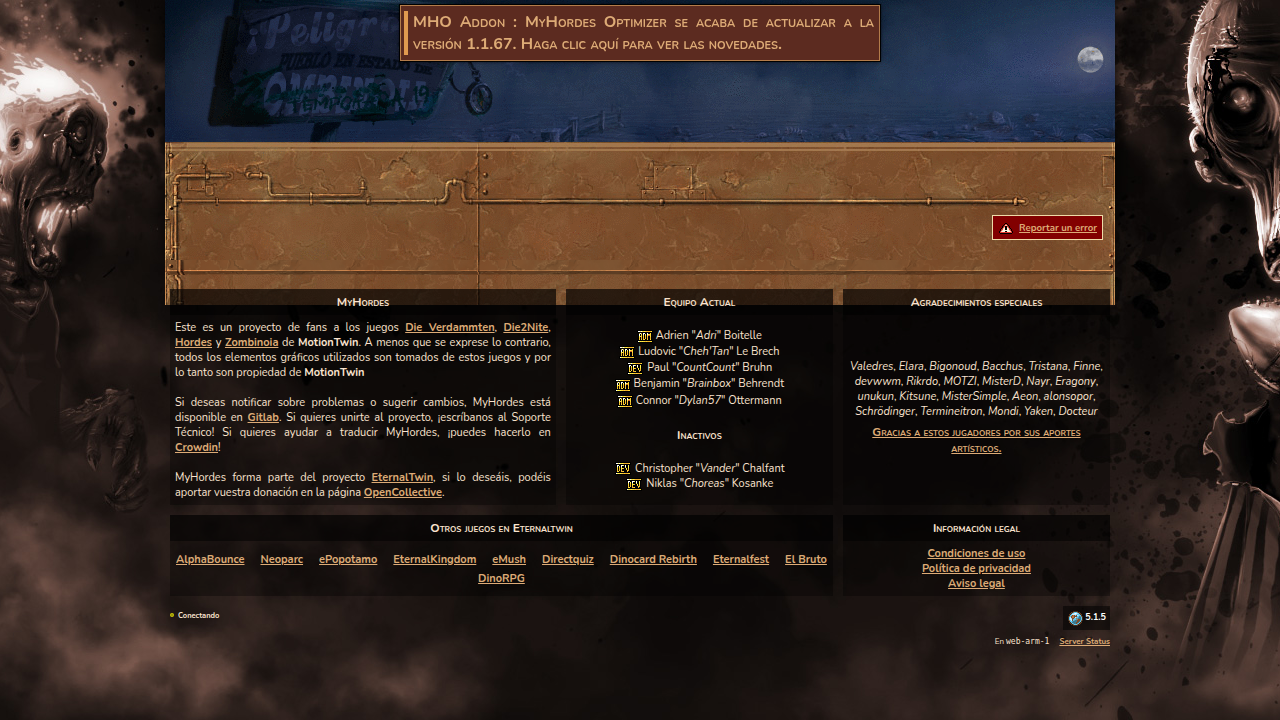 ¡Peligro!
PUEBLO EN ESTADO DE
TEMPORADA 19
MHO Addon : MyHordes Optimizer se acaba de actualizar a la
versión 1.1.67. Haga clic aquí para ver las novedades.
Reportar un error
MyHordes
Este es un proyecto de fans a los juegos Die Verdammten, Die2Nite,
Hordes y Zombinoia de MotionTwin. A menos que se exprese lo contrario,
todos los elementos gráficos utilizados son tomados de estos juegos y por
lo tanto son propiedad de MotionTwin
Si deseas notificar sobre problemas o sugerir cambios, MyHordes está
disponible en Gitlab. Si quieres unirte al proyecto, ¡escríbanos al Soporte
Técnico! Si quieres ayudar a traducir MyHordes, ¡puedes hacerlo en
Crowdin!
MyHordes forma parte del proyecto EternalTwin, si lo deseáis, podéis
aportar vuestra donación en la página OpenCollective.
Equipo Actual
ADM Adrien "Adri" Boitelle
ADM Ludovic "Cheh'Tan" Le Brech
DEV Paul "CountCount" Bruhn
ADM Benjamin "Brainbox" Behrendt
ADM Connor "Dylan57" Ottermann
Inactivos
DEV Christopher "Vander" Chalfant
DEV Niklas "Choreas" Kosanke
Agradecimientos especiales
Valedres, Elara, Bigonoud, Bacchus, Tristana, Finne,
devwwm, Rikrdo, MOTZI, MisterD, Nayr, Eragony,
unukun, Kitsune, MisterSimple, Aeon, alonsopor,
Schrödinger, Termineitron, Mondi, Yaken, Docteur
Gracias a estos jugadores por sus aportes
artísticos.
Otros juegos en Eternaltwin
AlphaBounce Neoparc ePopotamo EternalKingdom eMush Directquiz Dinocard Rebirth Eternalfest El Bruto
DinoRPG
Información legal
Condiciones de uso
Política de privacidad
Aviso legal
Conectando
5.1.5
En web-arm-1 Server Status